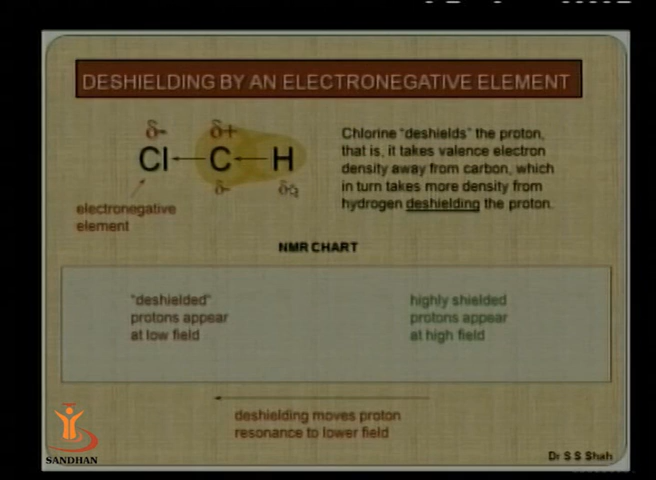 DESHIELDING BY AN ELECTRONEGATIVE ELEMENT
δ- δ+
Cl C H
δ- δ+
electronegative
element
Chlorine "deshields" the proton,
that is, it takes valence electron
density away from carbon, which
in turn takes more density from
hydrogen deshielding the proton.
NMR CHART
"deshielded"
protons appear
at low field
highly shielded
protons appear
at high field
deshielding moves proton
resonance to lower field
SANDHAN
Dr S S Shah